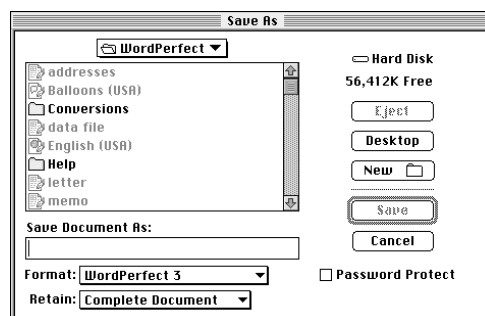 Save As
WordPerfect
addresses
Balloons (USA)
Conversions
data file
English (USA)
Help
letter
memo
Save Document As:
Format: WordPerfect 3
Retain: Complete Document
Hard Disk
56,412K Free
Eject
Desktop
New
Save
Cancel
Password Protect